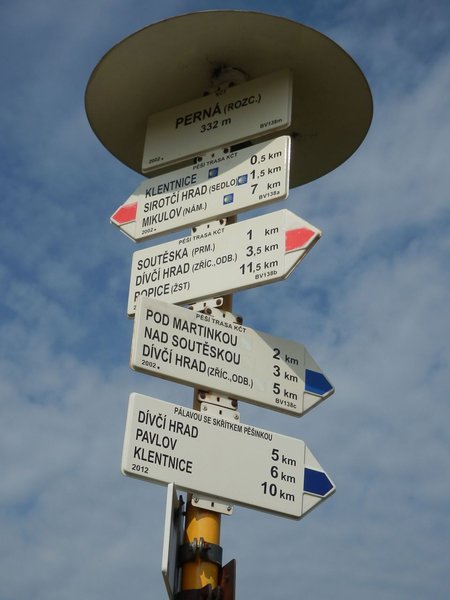 PERNÁ (ROZC.)
332 m
2002 BV138m
PĚŠÍ TRASA KČT
KLENTNICE 0,5 km
SIROTČÍ HRAD (SEDLO) 1,5 km
MIKULOV (NÁM.) 7 km
2002 BV138a
PĚŠÍ TRASA KČT
SOUTĚSKA (PRM.) 1 km
DÍVČÍ HRAD (ZŘÍC.,ODB.) 3,5 km
POPICE (ŽST) 11,5 km
BV138b
PĚŠÍ TRASA KČT
POD MARTINKOU 2 km
NAD SOUTĚSKOU 3 km
DÍVČÍ HRAD (ZŘÍC.,ODB.) 5 km
2002 BV138c
PÁLAVOU SE SKŘÍTKEM PĚŠINKOU
DÍVČÍ HRAD 5 km
PAVLOV 6 km
KLENTNICE 10 km
2012